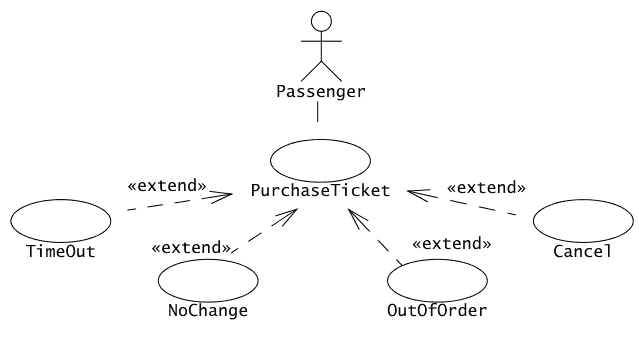 Passenger
PurchaseTicket
«extend»
«extend»
«extend»
«extend»
TimeOut
Cancel
NoChange
OutOfOrder